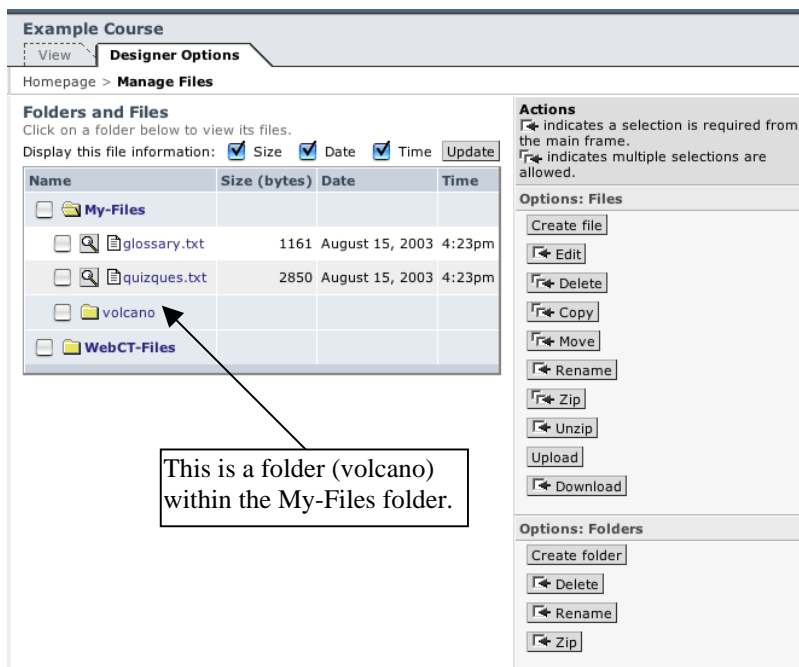 Example Course
View Designer Options
Homepage > Manage Files
Folders and Files
Click on a folder below to view its files.
Display this file information: Size Date Time Update
Name Size (bytes) Date Time
My-Files
glossary.txt 1161 August 15, 2003 4:23pm
quizques.txt 2850 August 15, 2003 4:23pm
volcano
WebCT-Files
This is a folder (volcano)
within the My-Files folder.
Actions
indicates a selection is required from
the main frame.
indicates multiple selections are
allowed.
Options: Files
Create file
Edit
Delete
Copy
Move
Rename
Zip
Unzip
Upload
Download
Options: Folders
Create folder
Delete
Rename
Zip